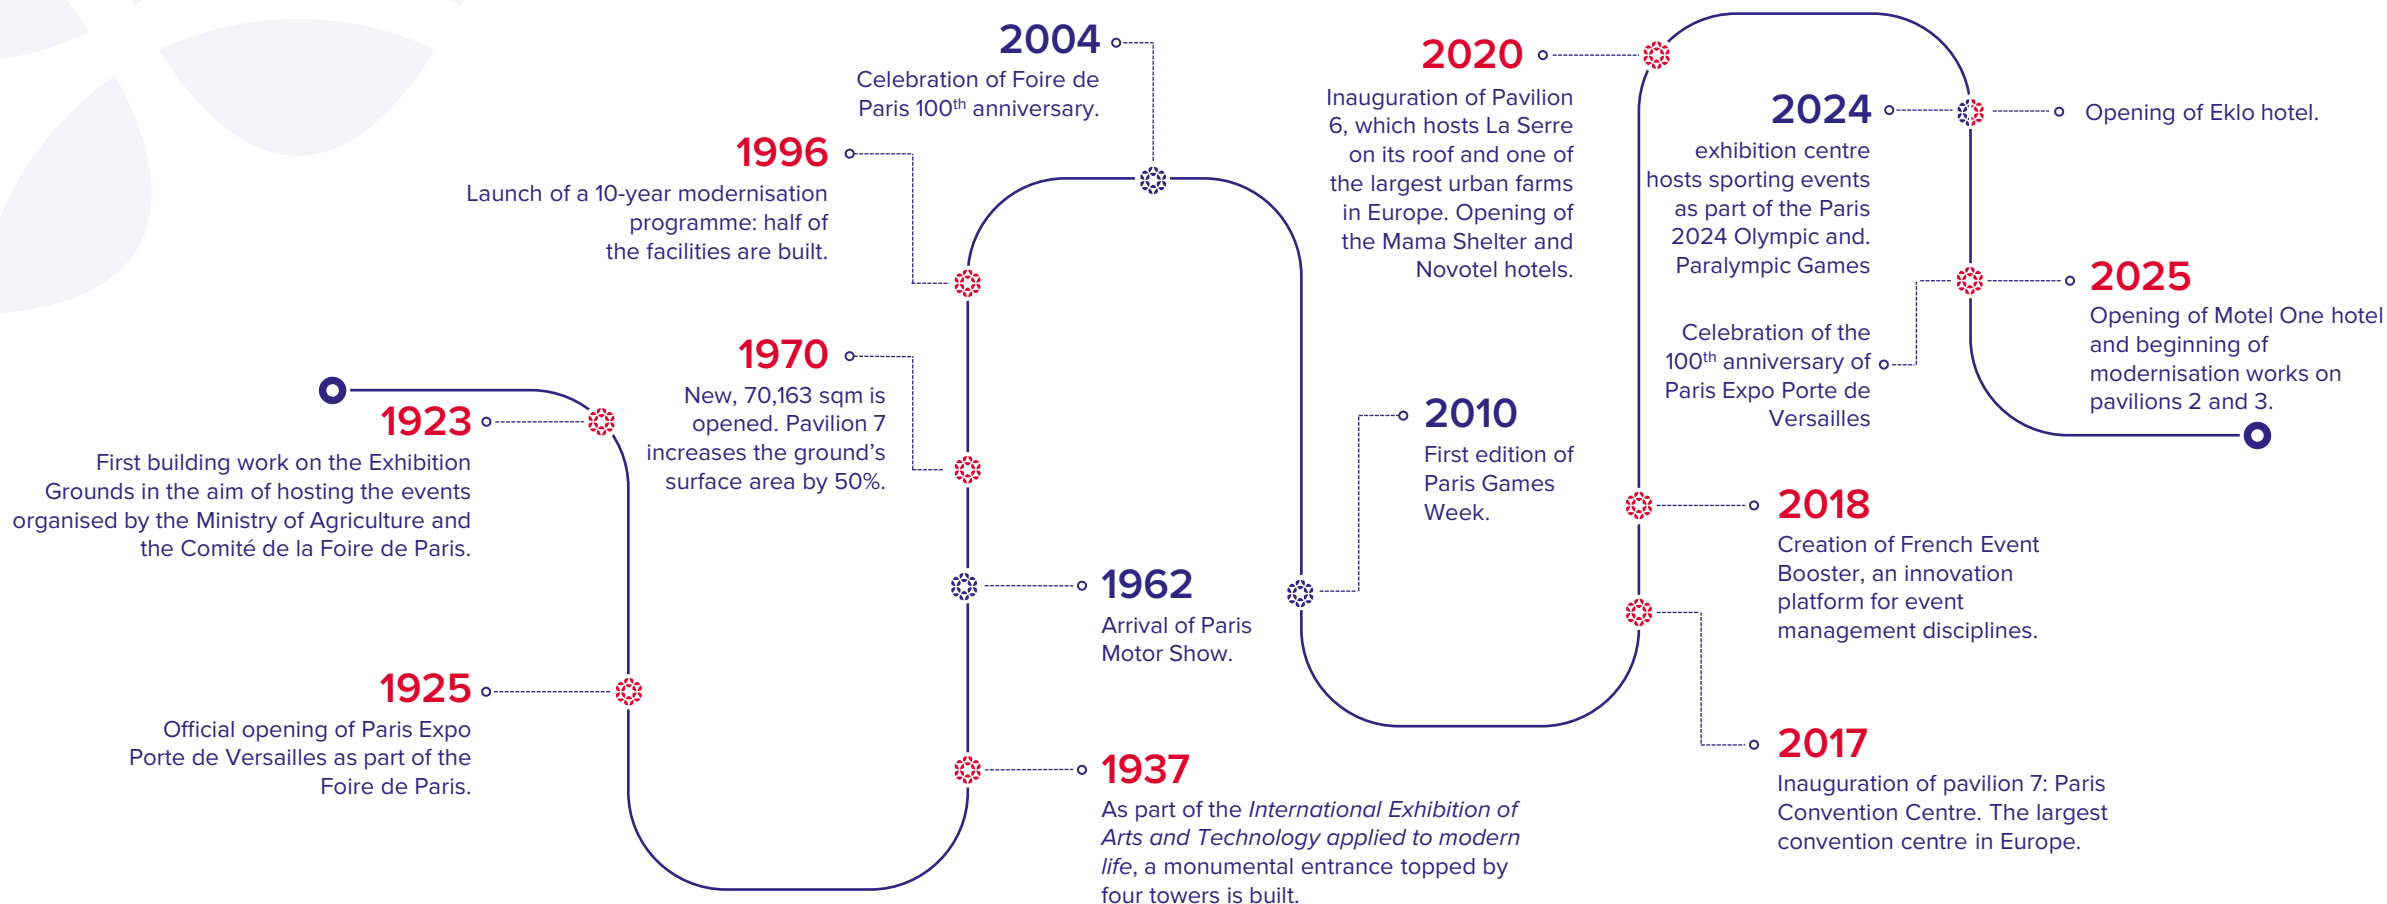 1923
First building work on the Exhibition
Grounds in the aim of hosting the events
organised by the Ministry of Agriculture and
the Comité de la Foire de Paris.
1925
Official opening of Paris Expo
Porte de Versailles as part of the
Foire de Paris.
1937
As part of the International Exhibition of
Arts and Technology applied to modern
life, a monumental entrance topped by
four towers is built.
1962
Arrival of Paris
Motor Show.
1970
New, 70,163 sqm is
opened. Pavilion 7
increases the ground’s
surface area by 50%.
1996
Launch of a 10-year modernisation
programme: half of
the facilities are built.
2004
Celebration of Foire de
Paris 100th anniversary.
2010
First edition of
Paris Games
Week.
2017
Inauguration of pavilion 7: Paris
Convention Centre. The largest
convention centre in Europe.
2018
Creation of French Event
Booster, an innovation
platform for event
management disciplines.
2020
Inauguration of Pavilion
6, which hosts La Serre
on its roof and one of
the largest urban farms
in Europe. Opening of
the Mama Shelter and
Novotel hotels.
2024
exhibition centre
hosts sporting events
as part of the Paris
2024 Olympic and.
Paralympic Games
Opening of Eklo hotel.
2025
Opening of Motel One hotel
and beginning of
modernisation works on
pavilions 2 and 3.
Celebration of the
100th anniversary of
Paris Expo Porte de
Versailles